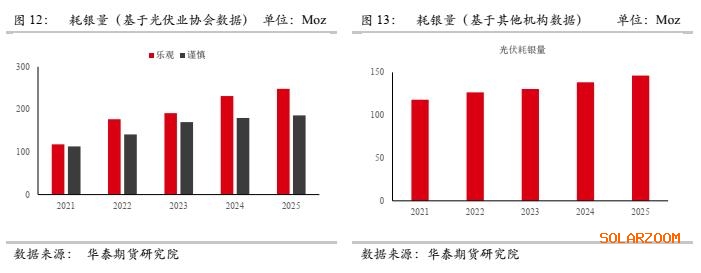 图 12： 耗银量（基于光伏业协会数据） 单位：Moz
乐观 谨慎
300
200
100
0
2021 2022 2023 2024 2025
数据来源： 华泰期货研究院
图 13： 耗银量（基于其他机构数据） 单位：Moz
光伏耗银量
150
100
50
0
2021 2022 2023 2024 2025
数据来源：华泰期货研究院
SOLARZOOM